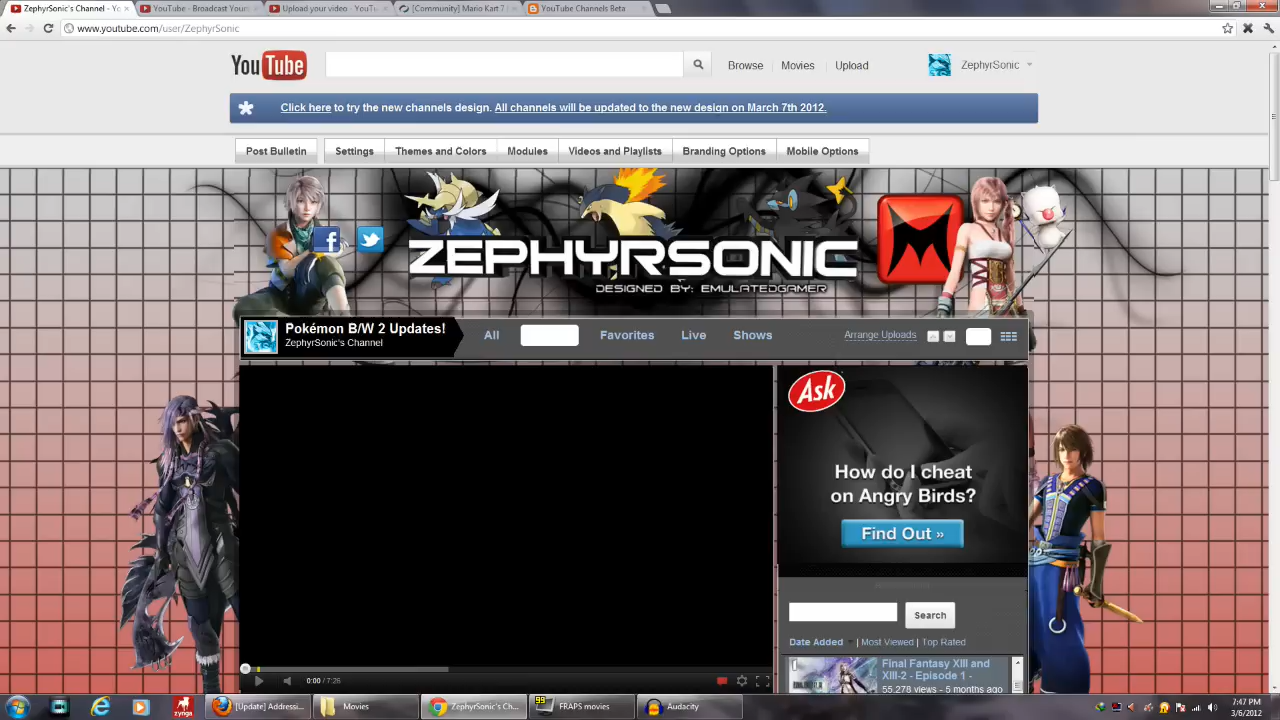 ZephyrSonic's Channel - Yo
YouTube - Broadcast Yours
Upload your video - YouTu
[Community] Mario Kart 7
YouTube Channels Beta
www.youtube.com/user/ZephyrSonic
YouTube
Browse
Movies
Upload
ZephyrSonic
Click here to try the new channels design. All channels will be updated to the new design on March 7th 2012.
Post Bulletin
Settings
Themes and Colors
Modules
Videos and Playlists
Branding Options
Mobile Options
ZEPHYRSONIC
DESIGNED BY: EMULATEDGAMER
Pokémon B/W 2 Updates!
ZephyrSonic's Channel
All
Favorites
Live
Shows
Arrange Uploads
Ask
How do I cheat
on Angry Birds?
Find Out »
Search
Date Added | Most Viewed | Top Rated
Final Fantasy XIII and
XIII-2 - Episode 1 -
55,278 views - 5 months ago
0:00 / 7:26
zynga
[Update] Addressi...
Movies
ZephyrSonic's Ch...
99
FRAPS movies
Audacity
7:47 PM
3/6/2012